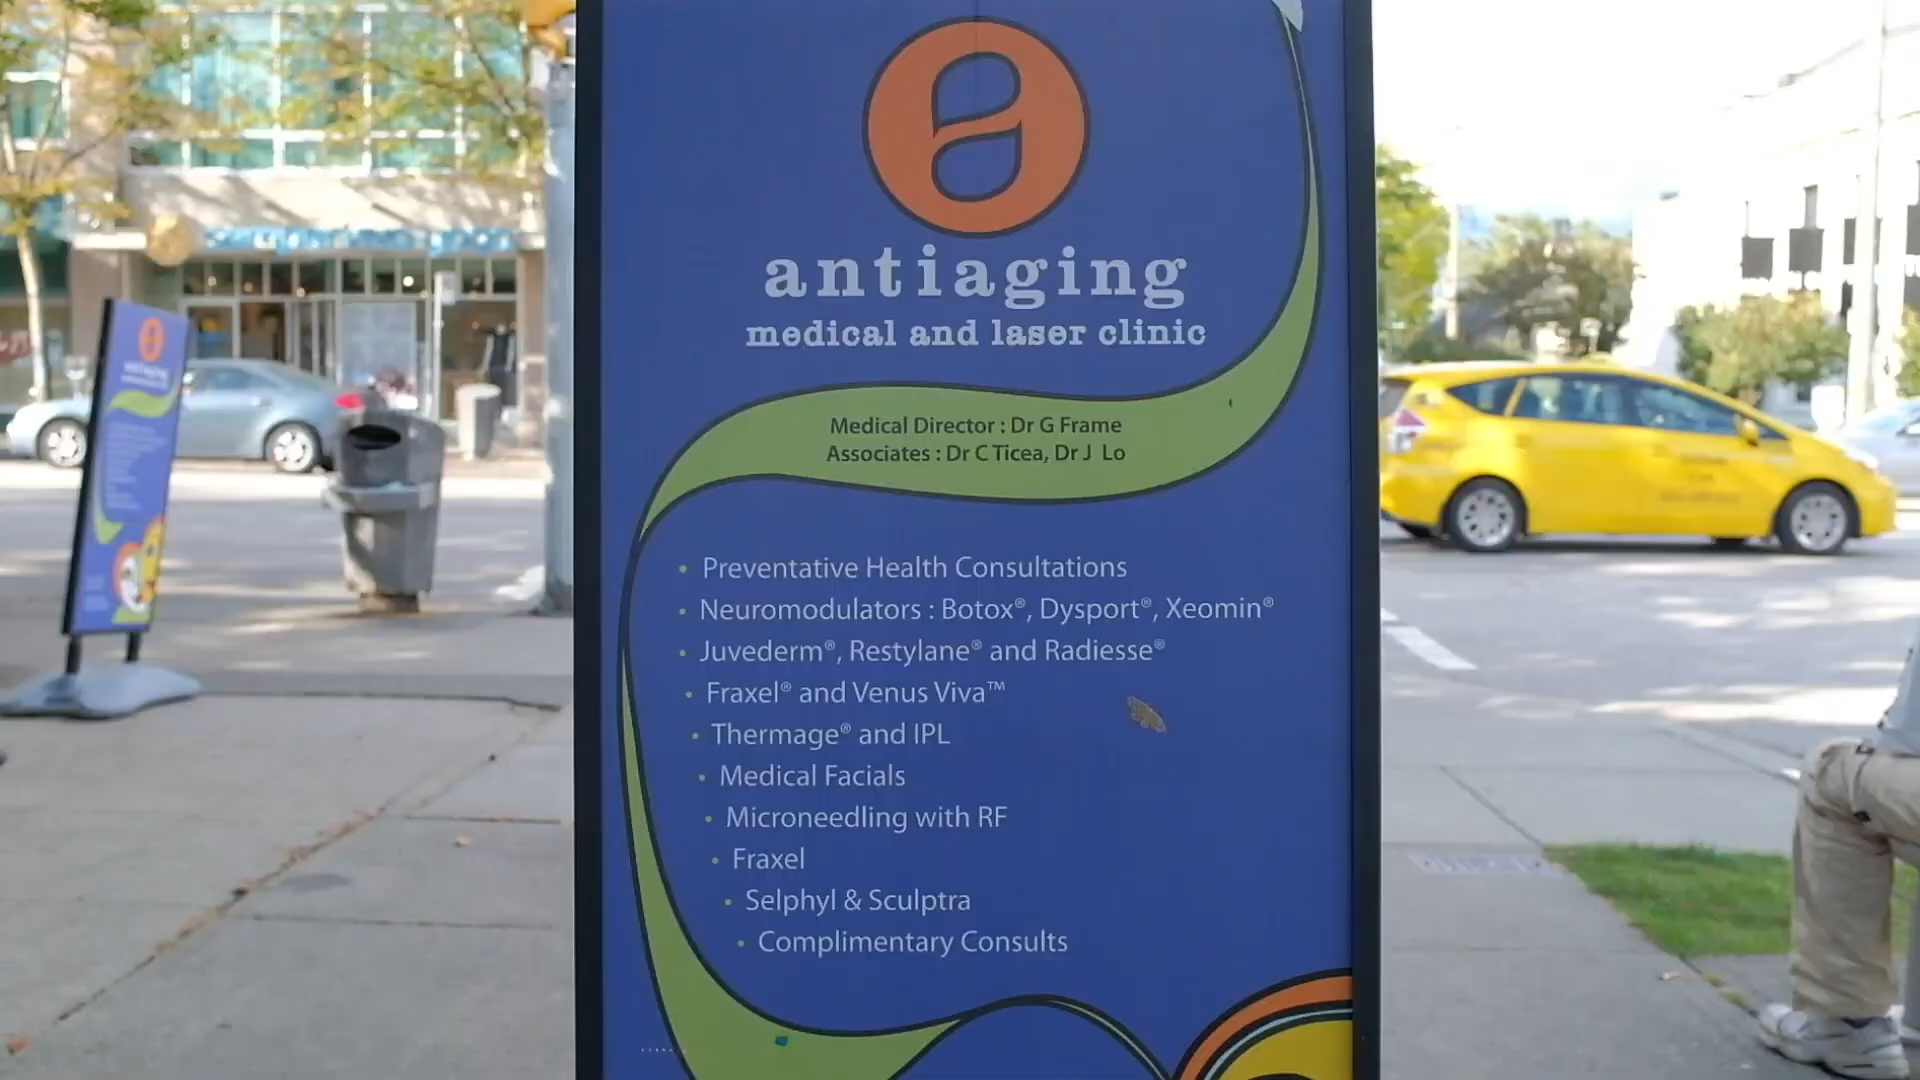 antiaging
medical and laser clinic
Medical Director : Dr G Frame
Associates : Dr C Ticea, Dr J Lo
• Preventative Health Consultations
• Neuromodulators : Botox®, Dysport®, Xeomin®
• Juvederm®, Restylane® and Radiesse®
• Fraxel® and Venus Viva™
• Thermage® and IPL
• Medical Facials
• Microneedling with RF
• Fraxel
• Selphyl & Sculptra
• Complimentary Consults